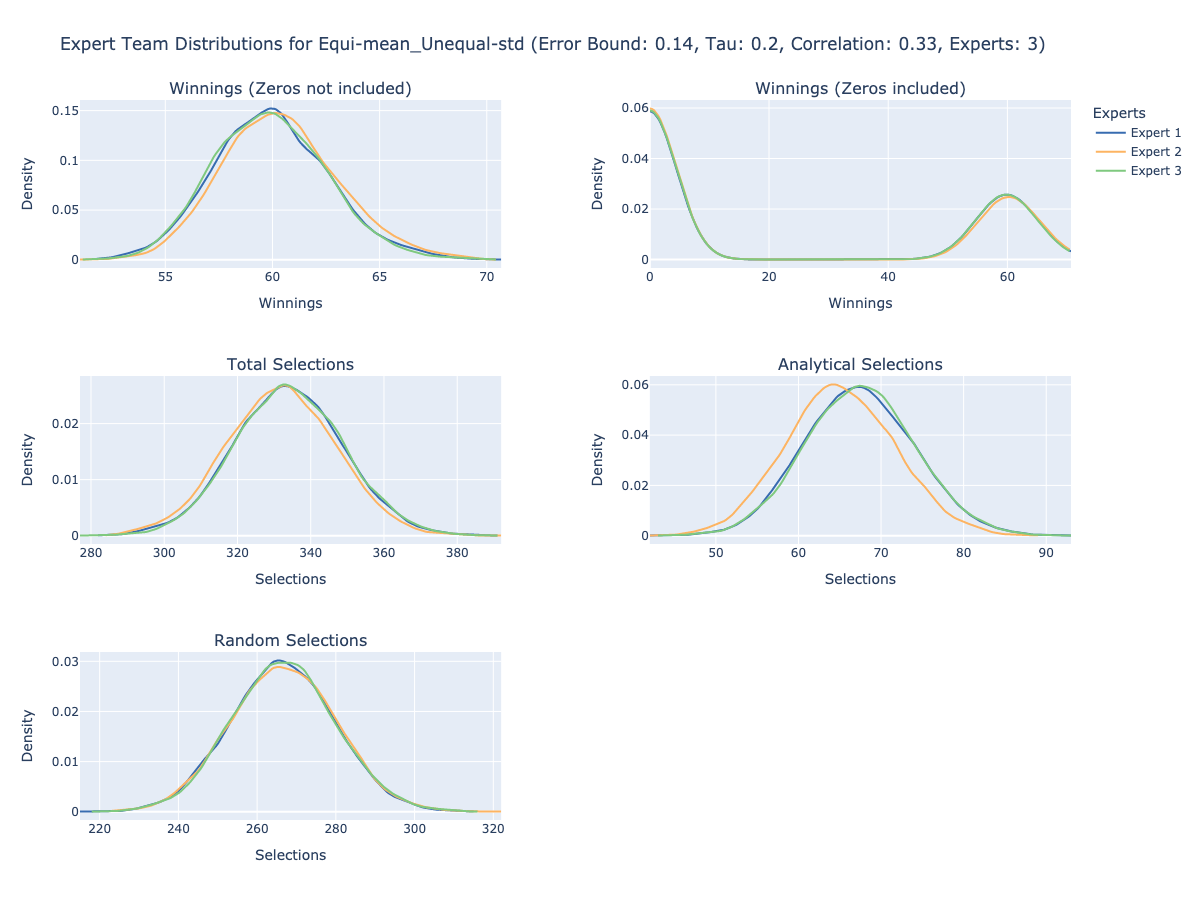 Expert Team Distributions for Equi-mean_Unequal-std (Error Bound: 0.14, Tau: 0.2, Correlation: 0.33, Experts: 3)
Winnings (Zeros not included)
0.15
0.1
0.05
0
Density
55 60 65 70
Winnings
Winnings (Zeros included)
0.06
0.04
0.02
0
Density
0 20 40 60
Winnings
Experts
Expert 1
Expert 2
Expert 3
Total Selections
0.02
0.01
0
Density
280 300 320 340 360 380
Selections
Analytical Selections
0.06
0.04
0.02
0
Density
50 60 70 80 90
Selections
Random Selections
0.03
0.02
0.01
0
Density
220 240 260 280 300 320
Selections